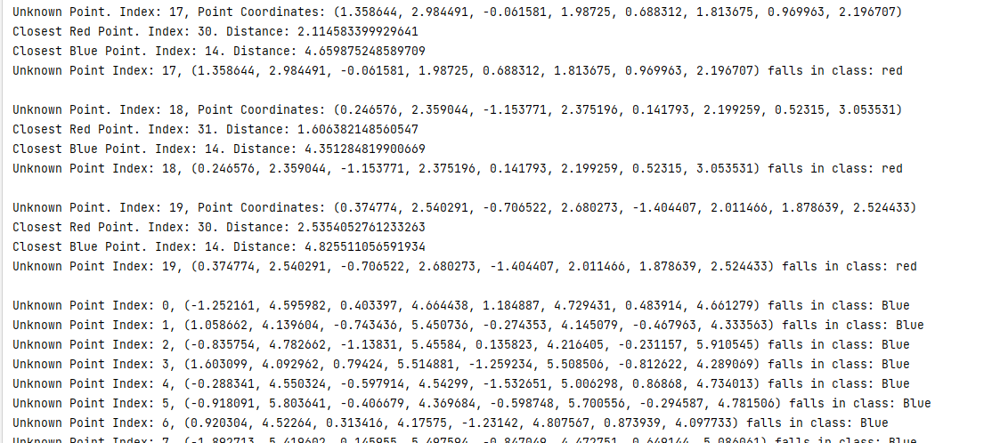 Unknown Point. Index: 17, Point Coordinates: (1.358644, 2.984491, -0.061581, 1.98725, 0.688312, 1.813675, 0.969963, 2.196707)
Closest Red Point. Index: 30. Distance: 2.114583399929641
Closest Blue Point. Index: 14. Distance: 4.659875248589709
Unknown Point Index: 17, (1.358644, 2.984491, -0.061581, 1.98725, 0.688312, 1.813675, 0.969963, 2.196707) falls in class: red
Unknown Point. Index: 18, Point Coordinates: (0.246576, 2.359044, -1.153771, 2.375196, 0.141793, 2.199259, 0.52315, 3.053531)
Closest Red Point. Index: 31. Distance: 1.606382148560547
Closest Blue Point. Index: 14. Distance: 4.351284819900669
Unknown Point Index: 18, (0.246576, 2.359044, -1.153771, 2.375196, 0.141793, 2.199259, 0.52315, 3.053531) falls in class: red
Unknown Point. Index: 19, Point Coordinates: (0.374774, 2.540291, -0.706522, 2.680273, -1.404407, 2.011466, 1.878639, 2.524433)
Closest Red Point. Index: 30. Distance: 2.5354052761233263
Closest Blue Point. Index: 14. Distance: 4.825511056591934
Unknown Point Index: 19, (0.374774, 2.540291, -0.706522, 2.680273, -1.404407, 2.011466, 1.878639, 2.524433) falls in class: red
Unknown Point Index: 0, (-1.252161, 4.595982, 0.403397, 4.664438, 1.184887, 4.729431, 0.483914, 4.661279) falls in class: Blue
Unknown Point Index: 1, (1.058662, 4.139604, -0.743436, 5.450736, -0.274353, 4.145079, -0.467963, 4.333563) falls in class: Blue
Unknown Point Index: 2, (-0.835754, 4.782662, -1.13831, 5.45584, 0.135823, 4.216405, -0.231157, 5.910545) falls in class: Blue
Unknown Point Index: 3, (1.603099, 4.092962, 0.79424, 5.514881, -1.259234, 5.508506, -0.812622, 4.289069) falls in class: Blue
Unknown Point Index: 4, (-0.288341, 4.550324, -0.597914, 4.54299, -1.532651, 5.006298, 0.86868, 4.734013) falls in class: Blue
Unknown Point Index: 5, (-0.918091, 5.803641, -0.406679, 4.369684, -0.598748, 5.700556, -0.294587, 4.781506) falls in class: Blue
Unknown Point Index: 6, (0.920304, 4.52264, 0.313416, 4.17575, -1.23142, 4.807567, 0.873939, 4.097733) falls in class: Blue
Unknown Point Index: 7, falls in class: Blue